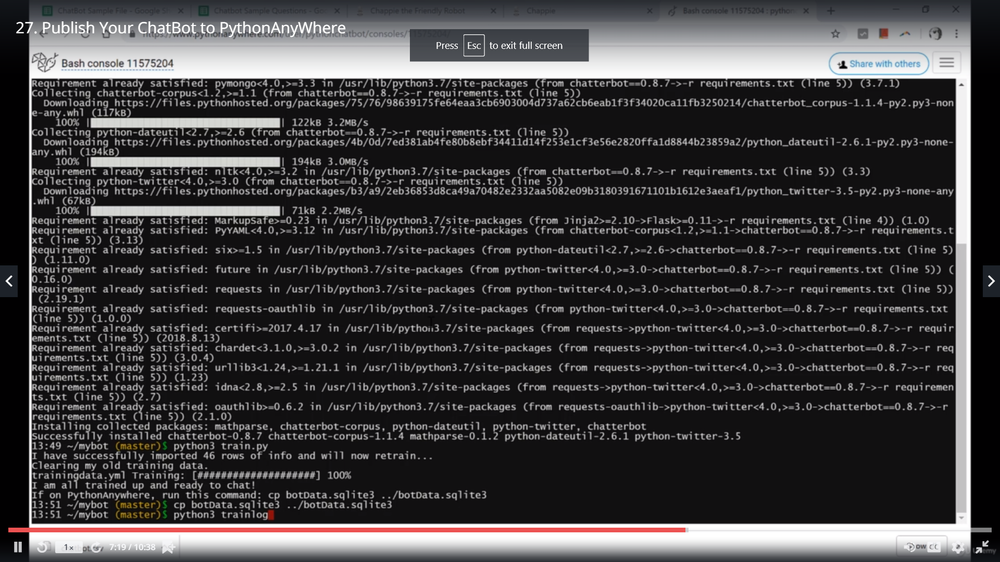 ChatBot Sample File - Google S
Chatbot Sample Questions - Goo
Chappie the Friendly Robot
Chappie
Bash console 11575204 : python
27. Publish Your ChatBot to PythonAnyWhere
https://www.pythonanywhere.com/user/pythonchatbot/consoles/11575204/
Press Esc to exit full screen
Bash console 11575204
Share with others
Requirement already satisfied: pymongo<4.0,>=3.3 in /usr/lib/python3.7/site-packages (from chatterbot==0.8.7->-r requirements.txt (line 5)) (3.7.1)
Collecting chatterbot-corpus<1.2,>=1.1 (from chatterbot==0.8.7->-r requirements.txt (line 5))
Downloading https://files.pythonhosted.org/packages/75/76/98639175fe64eaa3cb6903004d737a62cb6eab1f3f34020ca11fb3250214/chatterbot_corpus-1.1.4-py2.py3-non
e-any.whl (117kB)
100% | | 122kB 3.2MB/s
Collecting python-dateutil<2.7,>=2.6 (from chatterbot==0.8.7->-r requirements.txt (line 5))
Downloading https://files.pythonhosted.org/packages/4b/0d/7ed381ab4fe80b8ebf34411d14f253e1cf3e56e2820ffa1d8844b23859a2/python_dateutil-2.6.1-py2.py3-none-
any.whl (194kB)
100% | | 194kB 3.0MB/s
Requirement already satisfied: nltk<4.0,>=3.2 in /usr/lib/python3.7/site-packages (from chatterbot==0.8.7->-r requirements.txt (line 5)) (3.3)
Collecting python-twitter<4.0,>=3.0 (from chatterbot==0.8.7->-r requirements.txt (line 5))
Downloading https://files.pythonhosted.org/packages/b3/a9/2eb36853d8ca49a70482e2332aa5082e09b3180391671101b1612e3aeaf1/python_twitter-3.5-py2.py3-none-any
.whl (67kB)
100% | | 71kB 2.2MB/s
Requirement already satisfied: MarkupSafe>=0.23 in /usr/lib/python3.7/site-packages (from Jinja2>=2.10->Flask>=0.11->-r requirements.txt (line 4)) (1.0)
Requirement already satisfied: PyYAML<4.0,>=3.12 in /usr/lib/python3.7/site-packages (from chatterbot-corpus<1.2,>=1.1->chatterbot==0.8.7->-r requirements.t
xt (line 5)) (3.13)
Requirement already satisfied: six>=1.5 in /usr/lib/python3.7/site-packages (from python-dateutil<2.7,>=2.6->chatterbot==0.8.7->-r requirements.txt (line 5)
) (1.11.0)
Requirement already satisfied: future in /usr/lib/python3.7/site-packages (from python-twitter<4.0,>=3.0->chatterbot==0.8.7->-r requirements.txt (line 5)) (
0.16.0)
Requirement already satisfied: requests in /usr/lib/python3.7/site-packages (from python-twitter<4.0,>=3.0->chatterbot==0.8.7->-r requirements.txt (line 5))
(2.19.1)
Requirement already satisfied: requests-oauthlib in /usr/lib/python3.7/site-packages (from python-twitter<4.0,>=3.0->chatterbot==0.8.7->-r requirements.txt
(line 5)) (1.0.0)
Requirement already satisfied: certifi>=2017.4.17 in /usr/lib/python3.7/site-packages (from requests->python-twitter<4.0,>=3.0->chatterbot==0.8.7->-r requir
ements.txt (line 5)) (2018.8.13)
Requirement already satisfied: chardet<3.1.0,>=3.0.2 in /usr/lib/python3.7/site-packages (from requests->python-twitter<4.0,>=3.0->chatterbot==0.8.7->-r req
uirements.txt (line 5)) (3.0.4)
Requirement already satisfied: urllib3<1.24,>=1.21.1 in /usr/lib/python3.7/site-packages (from requests->python-twitter<4.0,>=3.0->chatterbot==0.8.7->-r req
uirements.txt (line 5)) (1.23)
Requirement already satisfied: idna<2.8,>=2.5 in /usr/lib/python3.7/site-packages (from requests->python-twitter<4.0,>=3.0->chatterbot==0.8.7->-r requiremen
ts.txt (line 5)) (2.7)
Requirement already satisfied: oauthlib>=0.6.2 in /usr/lib/python3.7/site-packages (from requests-oauthlib->python-twitter<4.0,>=3.0->chatterbot==0.8.7->-r
requirements.txt (line 5)) (2.1.0)
Installing collected packages: mathparse, chatterbot-corpus, python-dateutil, python-twitter, chatterbot
Successfully installed chatterbot-0.8.7 chatterbot-corpus-1.1.4 mathparse-0.1.2 python-dateutil-2.6.1 python-twitter-3.5
13:49 ~/mybot (master)$ python3 train.py
I have successfully imported 46 rows of info and will now retrain...
Clearing my old training data.
trainingdata.yml Training: [####################] 100%
I am all trained up and ready to chat!
If on PythonAnywhere, run this command: cp botData.sqlite3 ../botData.sqlite3
13:51 ~/mybot (master)$ cp botData.sqlite3 ../botData.sqlite3
13:51 ~/mybot (master)$ python3 trainlog
1×
7:19 / 10:38
CC